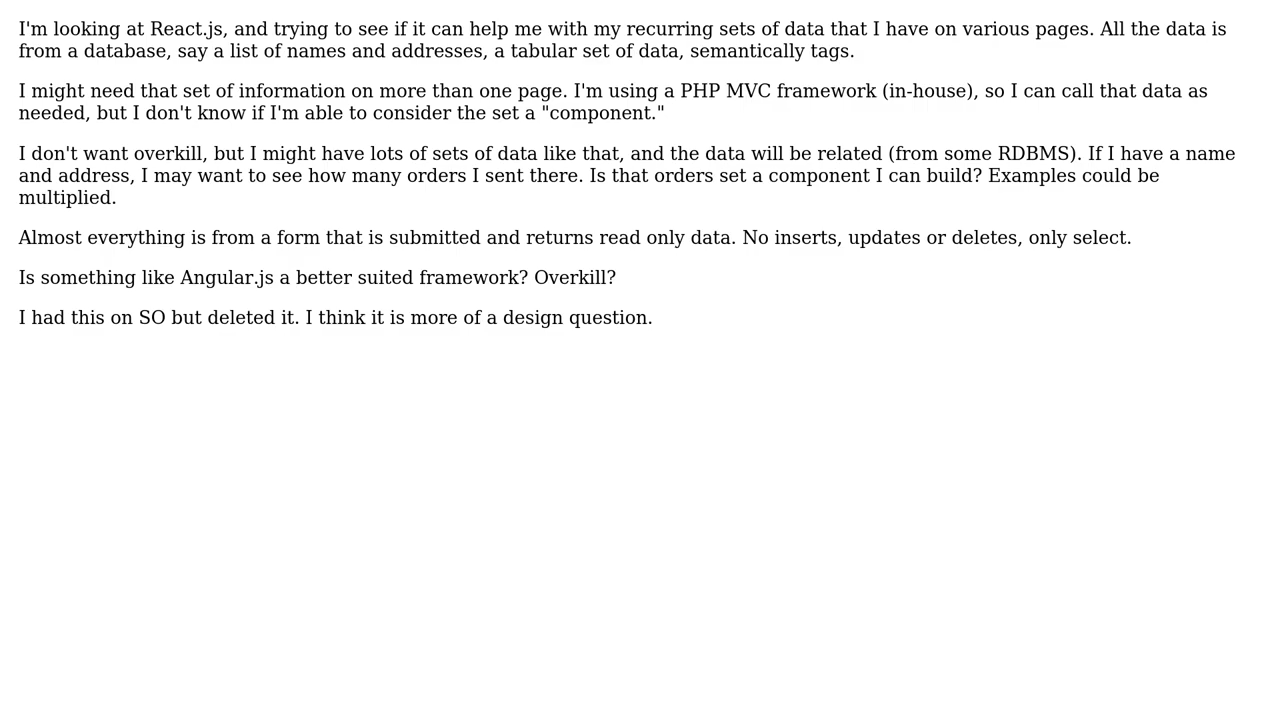 I'm looking at React.js, and trying to see if it can help me with my recurring sets of data that I have on various pages. All the data is
from a database, say a list of names and addresses, a tabular set of data, semantically tags.
I might need that set of information on more than one page. I'm using a PHP MVC framework (in-house), so I can call that data as
needed, but I don't know if I'm able to consider the set a "component."
I don't want overkill, but I might have lots of sets of data like that, and the data will be related (from some RDBMS). If I have a name
and address, I may want to see how many orders I sent there. Is that orders set a component I can build? Examples could be
multiplied.
Almost everything is from a form that is submitted and returns read only data. No inserts, updates or deletes, only select.
Is something like Angular.js a better suited framework? Overkill?
I had this on SO but deleted it. I think it is more of a design question.